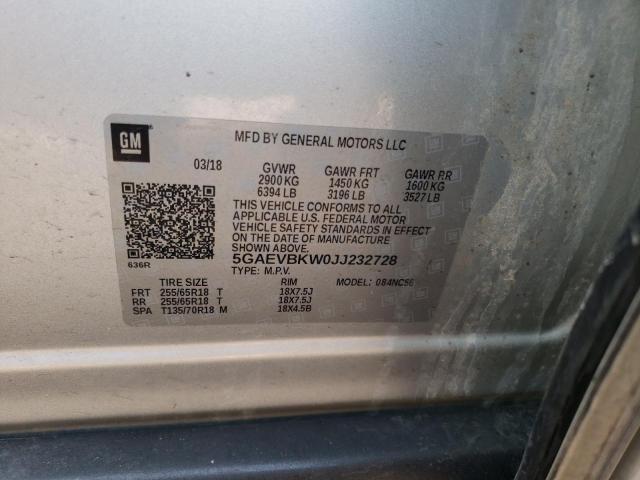 GM
MFD BY GENERAL MOTORS LLC
03/18 GVWR GAWR FRT GAWR RR
2900 KG 1450 KG 1600 KG
6394 LB 3196 LB 3527 LB
THIS VEHICLE CONFORMS TO ALL
APPLICABLE U.S. FEDERAL MOTOR
VEHICLE SAFETY STANDARDS IN EFFECT
ON THE DATE OF MANUFACTURE
SHOWN ABOVE.
636R
5GAEVBKW0JJ232728
TYPE: M.P.V.
TIRE SIZE RIM MODEL: 084NC56
FRT 255/65R18 T 18X7.5J
RR 255/65R18 T 18X7.5J
SPA T135/70R18 M 18X4.5B